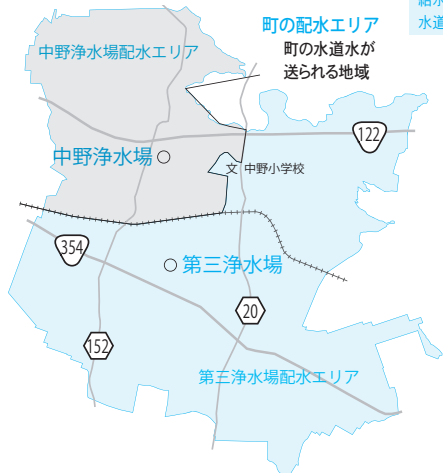 町の配水エリア
町の水道水が
送られる地域
水道
中野浄水場配水エリア
122
中野浄水場
文 中野小学校
354
第三浄水場
20
152
第三浄水場配水エリア